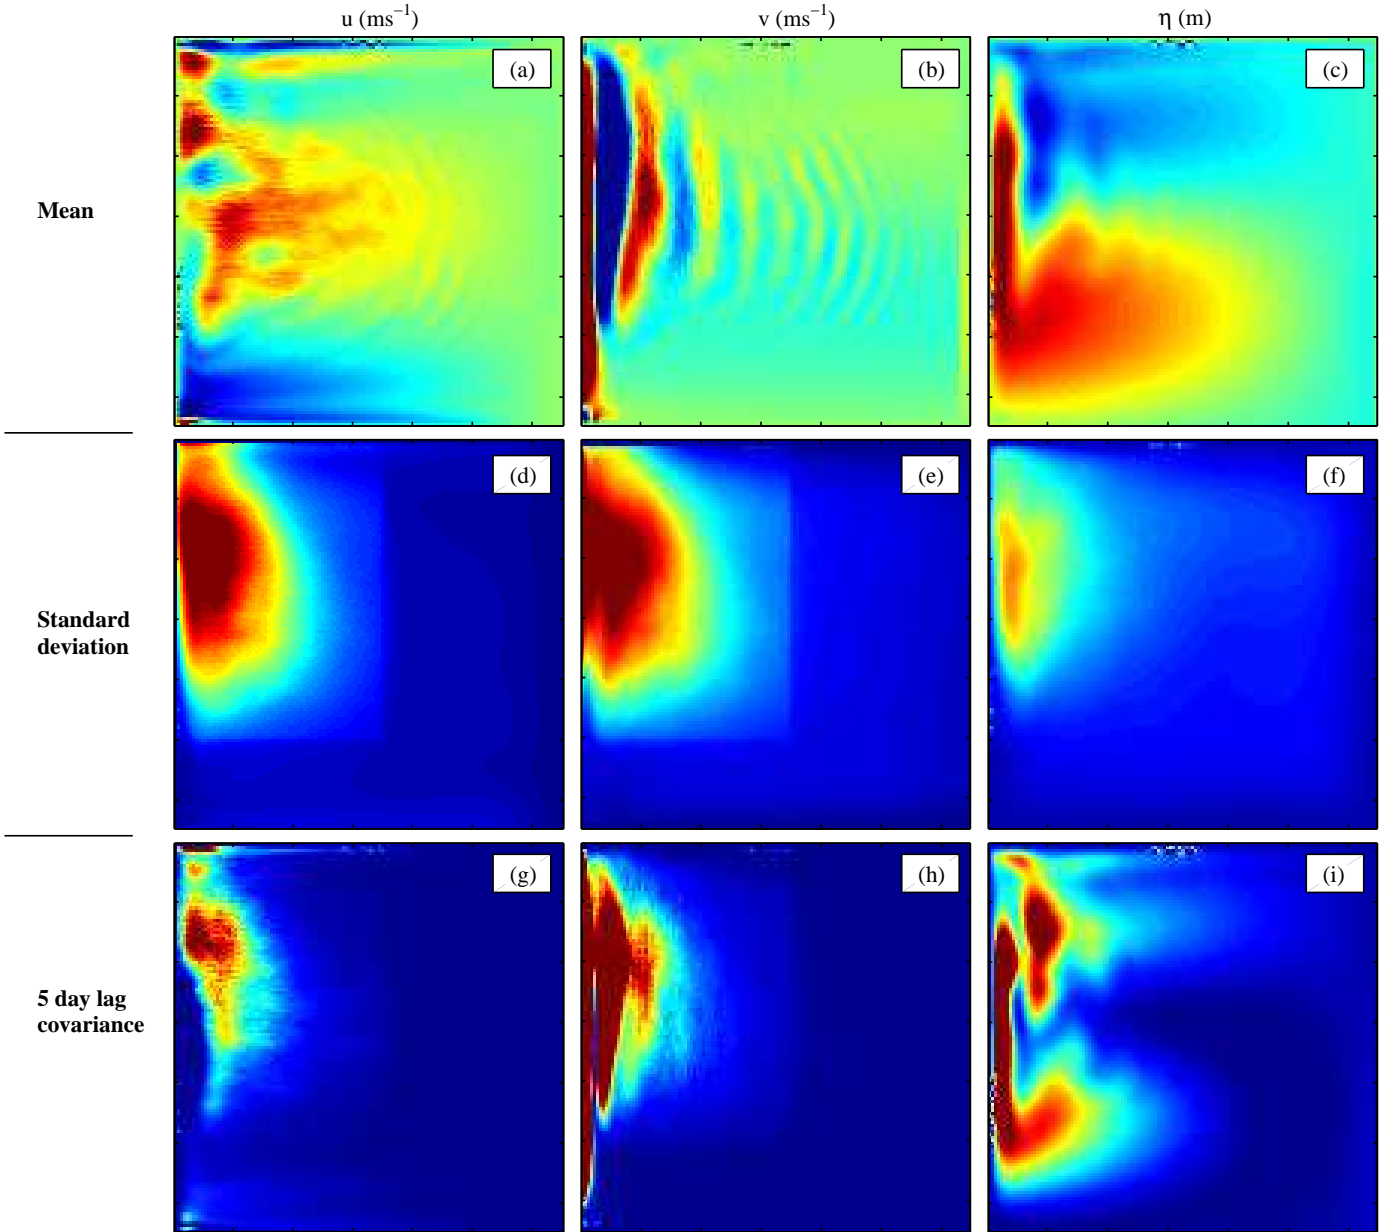 u (ms⁻¹)
v (ms⁻¹)
η (m)
(a)
(b)
(c)
Mean
(d)
(e)
(f)
Standard
deviation
(g)
(h)
(i)
5 day lag
covariance